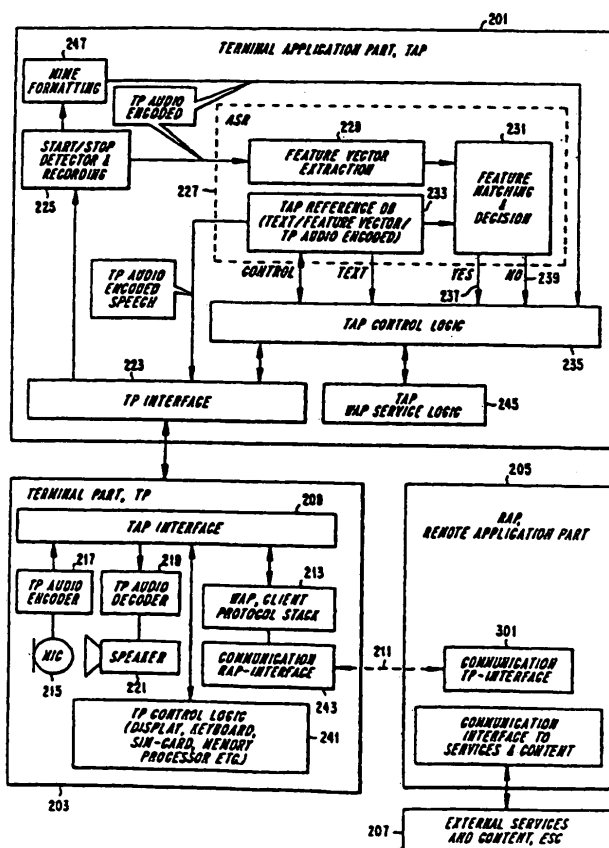 201
TERMINAL APPLICATION PART, TAP
247
MIME
FORMATTING
TP AUDIO
ENCODED
ASR
229
FEATURE VECTOR
EXTRACTION
231
FEATURE
MATCHING
&
DECISION
START/STOP
DETECTOR &
RECORDING
225
227
233
TAP REFERENCE DB
(TEXT/FEATURE VECTOR/
TP AUDIO ENCODED)
CONTROL
TEXT
YES
NO
237
239
TP AUDIO
ENCODED
SPEECH
TAP CONTROL LOGIC
235
223
TP INTERFACE
TAP
WAP SERVICE LOGIC
245
TERMINAL PART, TP
209
TAP INTERFACE
217
TP AUDIO
ENCODER
219
TP AUDIO
DECODER
213
WAP, CLIENT
PROTOCOL STACK
MIC
215
SPEAKER
221
COMMUNICATION
RAP-INTERFACE
243
211
TP CONTROL LOGIC
(DISPLAY, KEYBOARD,
SIM-CARD, MEMORY
PROCESSOR ETC.)
241
203
205
RAP,
REMOTE APPLICATION PART
301
COMMUNICATION
TP-INTERFACE
COMMUNICATION
INTERFACE TO
SERVICES & CONTENT
207
EXTERNAL SERVICES
AND CONTENT, ESC